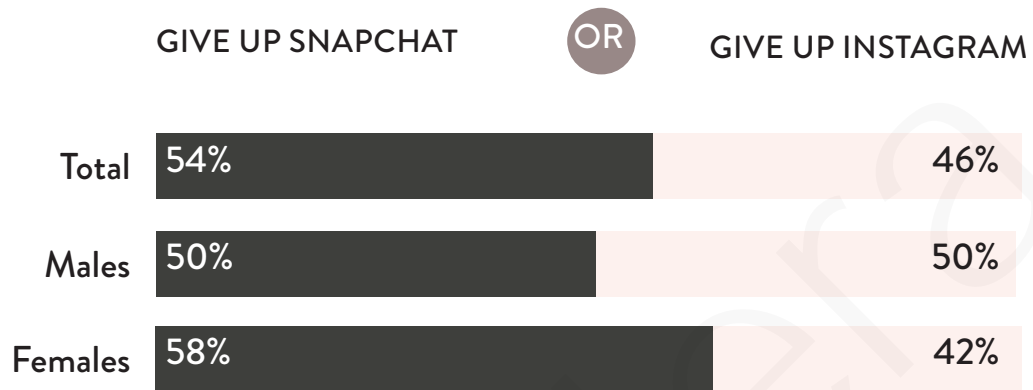 GIVE UP SNAPCHAT OR GIVE UP INSTAGRAM
Total 54% 46%
Males 50% 50%
Females 58% 42%